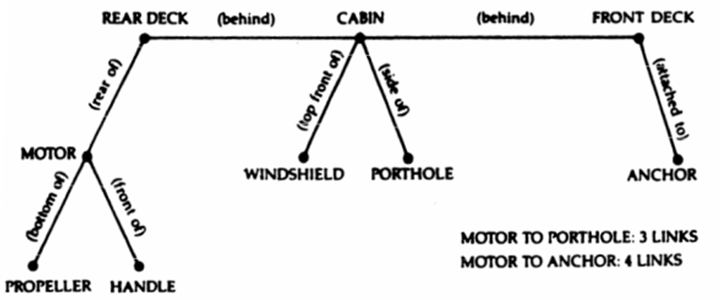 REAR DECK (behind) CABIN (behind) FRONT DECK
(rear of)
(top front of)
(side of)
(attached to)
MOTOR
WINDSHIELD PORTHOLE ANCHOR
(bottom of)
(front of)
MOTOR TO PORTHOLE: 3 LINKS
MOTOR TO ANCHOR: 4 LINKS
PROPELLER HANDLE